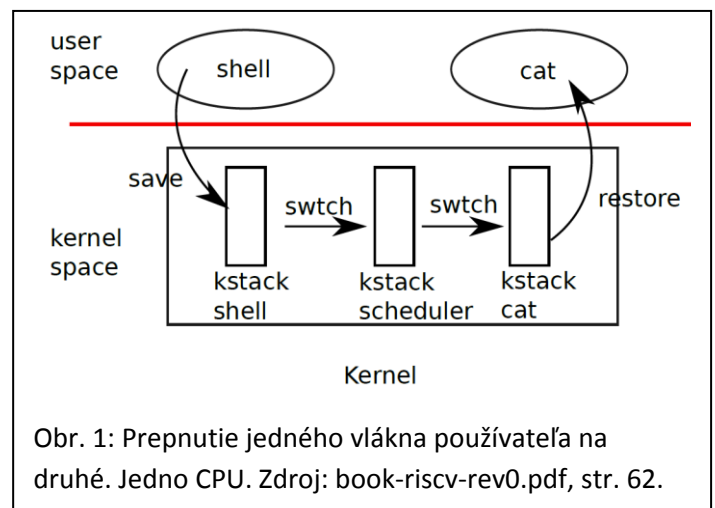 user
space
shell
cat
save
swtch
swtch
restore
kernel
space
kstack
shell
kstack
scheduler
kstack
cat
Kernel
Obr. 1: Prepnutie jedného vlákna používateľa na
druhé. Jedno CPU. Zdroj: book-riscv-rev0.pdf, str. 62.